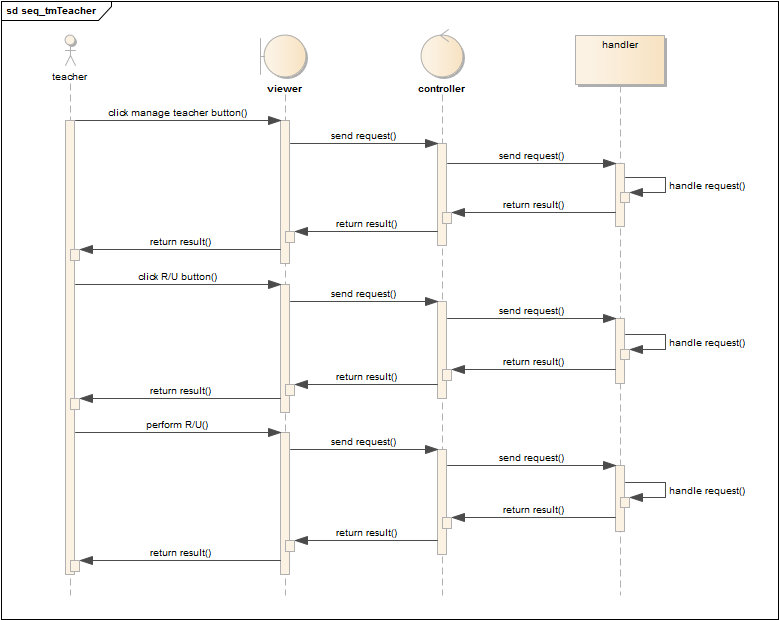 sd seq_tmTeacher
handler
teacher
viewer
controller
click manage teacher button()
send request()
send request()
handle request()
return result()
return result()
return result()
click R/U button()
send request()
send request()
handle request()
return result()
return result()
return result()
perform R/U()
send request()
send request()
handle request()
return result()
return result()
return result()